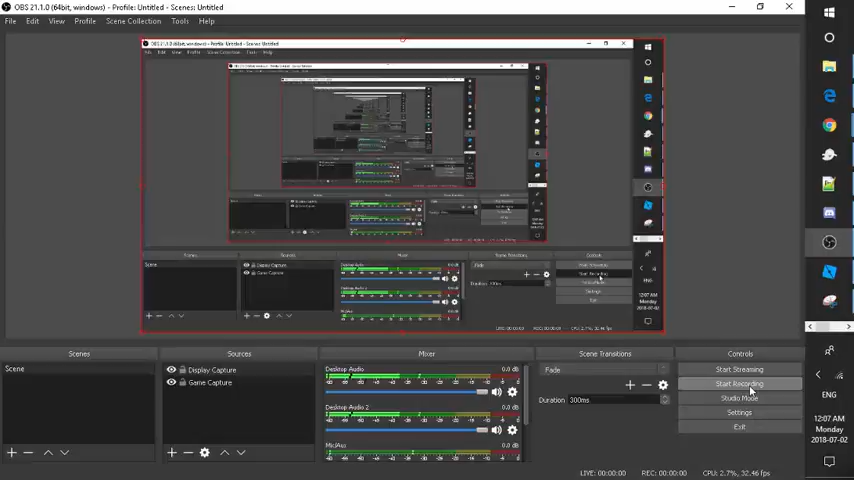 OBS 21.1.0 (64bit, windows) - Profile: Untitled - Scenes: Untitled
File Edit View Profile Scene Collection Tools Help
Scenes Sources Mixer Scene Transitions Controls
Scene
Display Capture
Game Capture
Desktop Audio 0.0 dB
Desktop Audio 2 0.0 dB
Mic/Aux 0.0 dB
Fade
Duration 300ms
Start Streaming
Start Recording
Studio Mode
Settings
Exit
LIVE: 00:00:00 REC: 00:00:00 CPU: 2.7%, 32.46 fps
ENG
12:07 AM
Monday
2018-07-02